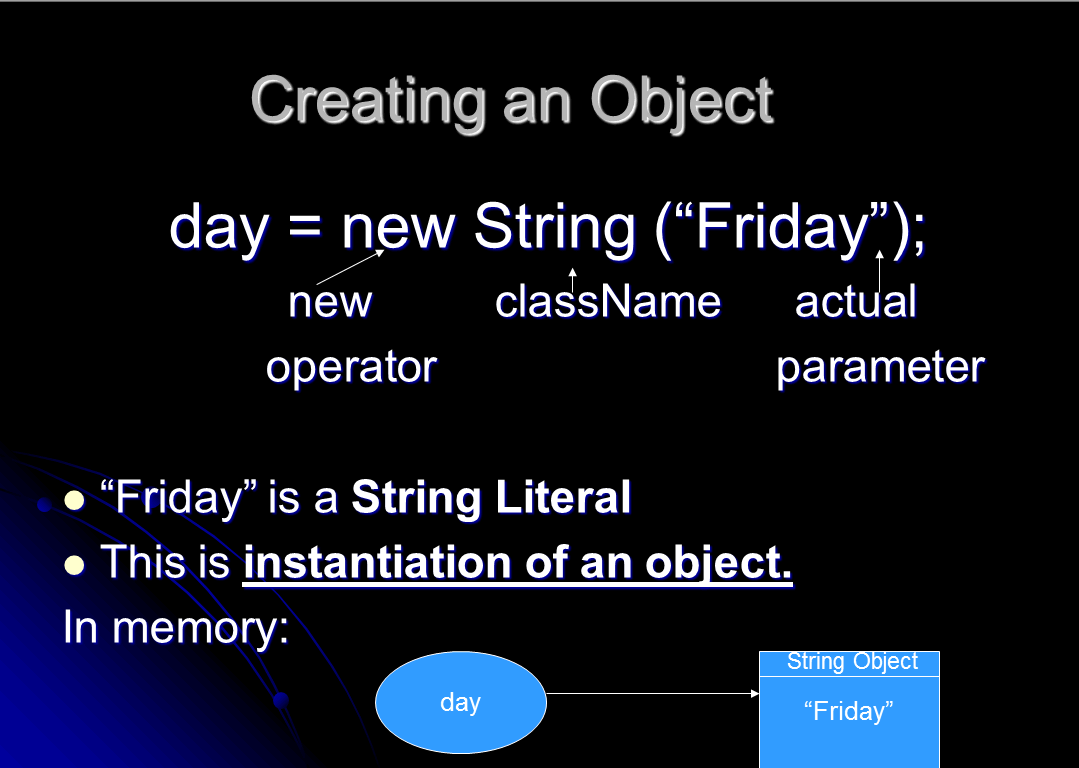 Creating an Object
day = new String (“Friday”);
new className actual
operator parameter
“Friday” is a String Literal
This is instantiation of an object.
In memory:
day
String Object
“Friday”